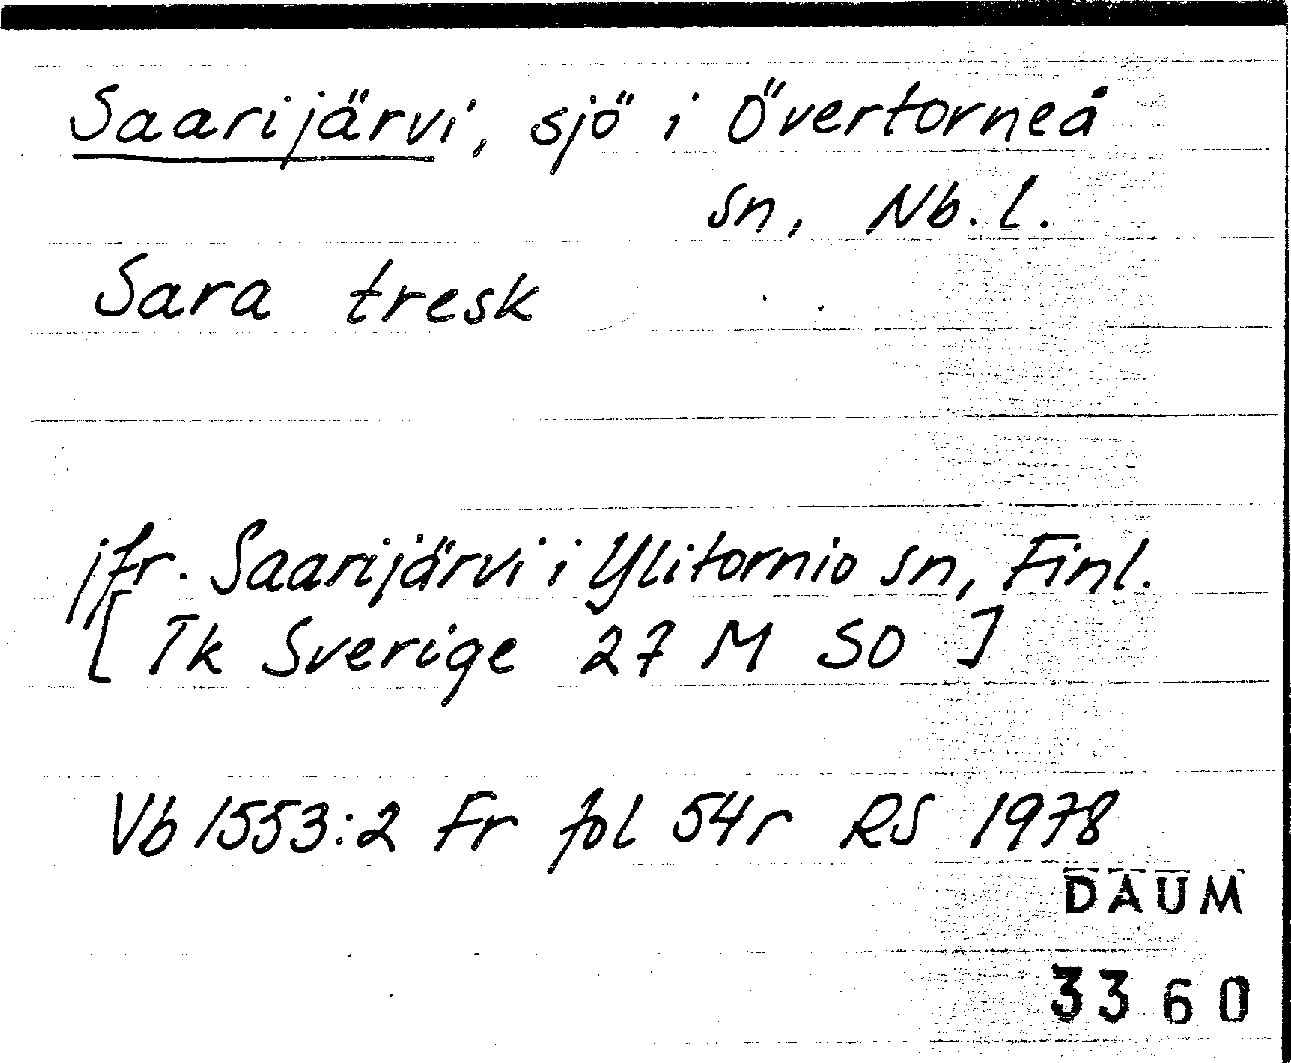 Saarijärvi, sjö i Övertorneå
sn, Nb. l.
Sara tresk
jfr. Saarijärvi i Ylitornio sn, Finl.
[ Tk Sverige 27 M SO ]
Vb 1553:2 Fr fol 54r RS 1978
DAUM
3360